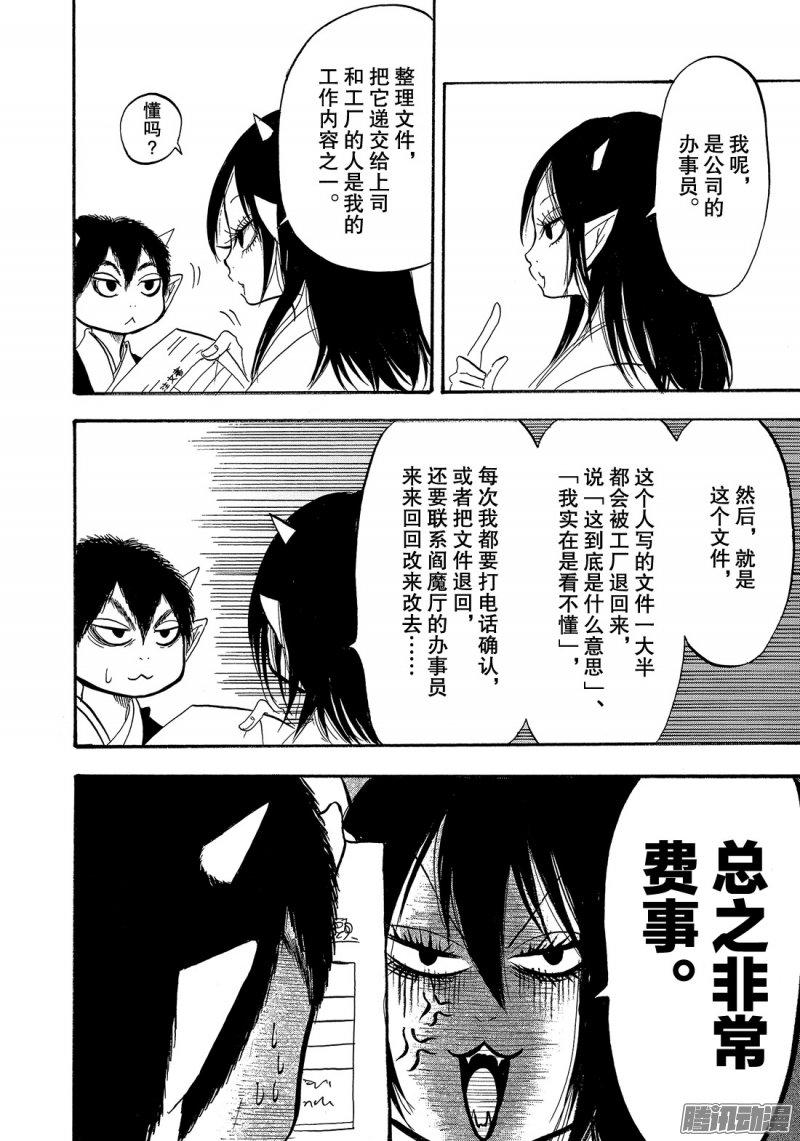 我呢，
是公司的
办事员。
整理文件，
把它递交给上司
和工厂的人是我的
工作内容之一。
懂吗？
注文書
然后，就是
这个文件，
这个人写的文件一大半
都会被工厂退回来，
说「这到底是什么意思」、
「我实在是看不懂」，
每次我都要打电话确认，
或者把文件退回，
还要联系阎魔厅的办事员
来来回回改来改去……
总之非常
费事。
腾讯动漫